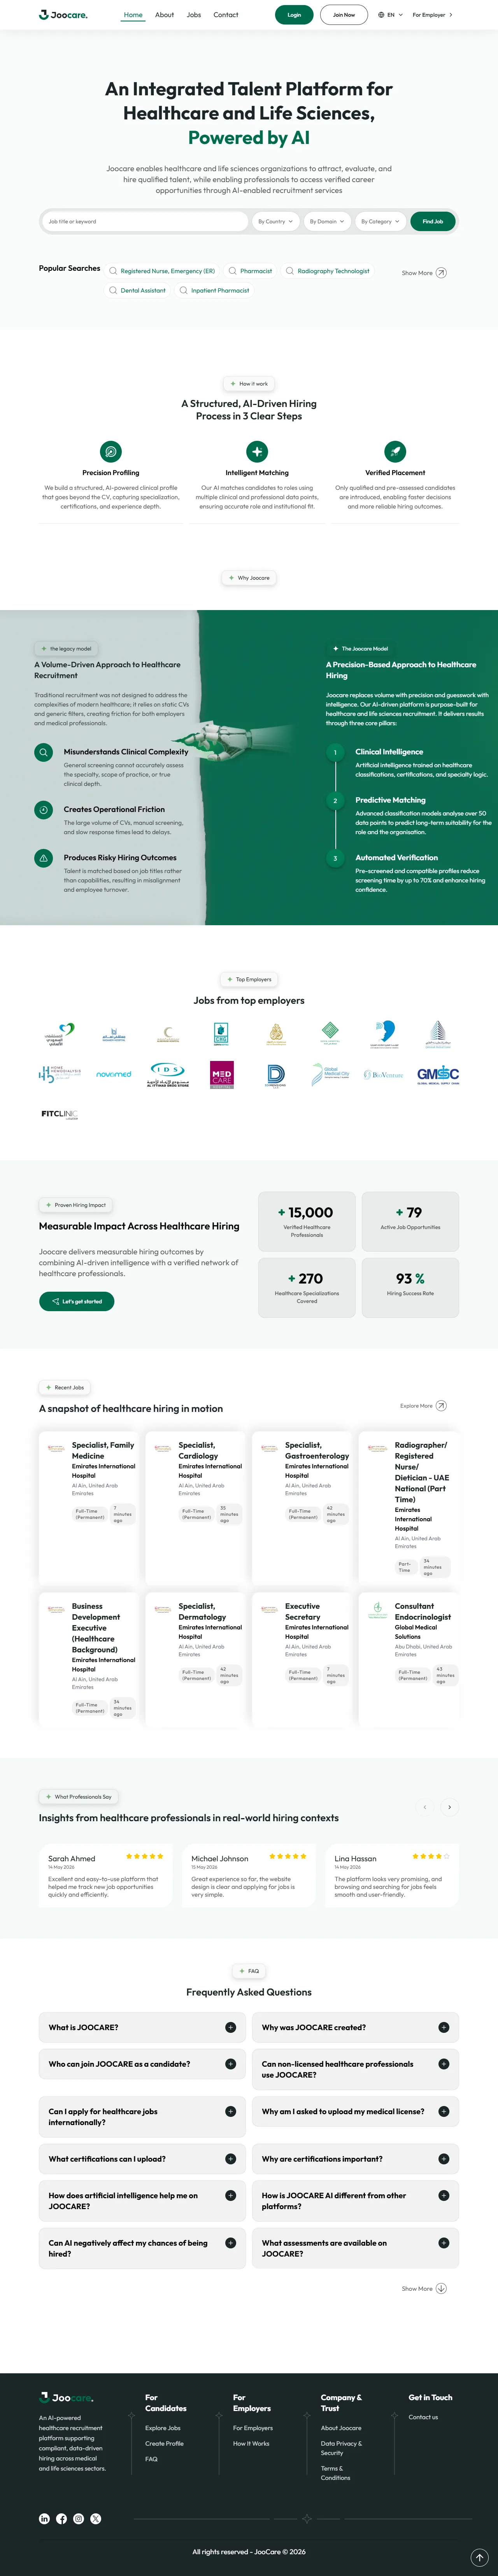 Joocare.
Home
About
Jobs
Contact
Login
Join Now
EN
For Employer
An Integrated Talent Platform for
Healthcare and Life Sciences,
Powered by AI
Joocare enables healthcare and life sciences organizations to attract, evaluate, and
hire qualified talent, while enabling professionals to access verified career
opportunities through AI-enabled recruitment services
Job title or keyword
By Country
By Domain
By Category
Find Job
Popular Searches
Registered Nurse, Emergency (ER)
Pharmacist
Radiography Technologist
Show More
Dental Assistant
Inpatient Pharmacist
How it work
A Structured, AI-Driven Hiring
Process in 3 Clear Steps
Precision Profiling
We build a structured, AI-powered clinical profile
that goes beyond the CV, capturing specialization,
certifications, and experience depth.
Intelligent Matching
Our AI matches candidates to roles using
multiple clinical and professional data points,
ensuring accurate role and institutional fit.
Verified Placement
Only qualified and pre-assessed candidates
are introduced, enabling faster decisions
and more reliable hiring outcomes.
Why Joocare
the legacy model
A Volume-Driven Approach to Healthcare
Recruitment
Traditional recruitment was not designed to address the
complexities of modern healthcare. It relies on static CVs
and generic filters, creating friction for both employers
and medical professionals.
Misunderstands Clinical Complexity
General screening cannot accurately assess
the specialty, scope of practice, or true
clinical depth.
Creates Operational Friction
The large volume of CVs, manual screening,
and slow response times lead to delays.
Produces Risky Hiring Outcomes
Talent is matched based on job titles rather
than capabilities, resulting in misalignment
and employee turnover.
The Joocare Model
A Precision-Based Approach to Healthcare
Hiring
Joocare replaces volume with precision and guesswork with
intelligence. Our AI-driven platform is purpose-built for
healthcare and life sciences recruitment. It delivers results
through three core pillars:
1
Clinical Intelligence
Artificial intelligence trained on healthcare
classifications, certifications, and specialty logic.
2
Predictive Matching
Advanced classification models analyse over 50
data points to predict long-term suitability for the
role and the organisation.
3
Automated Verification
Pre-screened and compatible profiles reduce
screening time by up to 70% and enhance hiring
confidence.
Top Employers
Jobs from top employers
novomed
IDS
MED
CARE
Global Medical City
BioVenture
GMSC
GLOBAL MEDICAL SUPPLY CHAIN
FITCLINIC
Proven Hiring Impact
Measurable Impact Across Healthcare Hiring
Joocare delivers measurable hiring outcomes by
combining AI-driven intelligence with a verified network of
healthcare professionals.
Let's get started
+ 15,000
Verified Healthcare
Professionals
+ 79
Active Job Opportunities
+ 270
Healthcare Specializations
Covered
93 %
Hiring Success Rate
Recent Jobs
A snapshot of healthcare hiring in motion
Explore More
Specialist, Family
Medicine
Emirates International
Hospital
Al Ain, United Arab
Emirates
Full-Time
(Permanent)
7
minutes
ago
Specialist,
Cardiology
Emirates International
Hospital
Al Ain, United Arab
Emirates
Full-Time
(Permanent)
35
minutes
ago
Specialist,
Gastroenterology
Emirates International
Hospital
Al Ain, United Arab
Emirates
Full-Time
(Permanent)
42
minutes
ago
Radiographer/
Registered
Nurse/
Dietician - UAE
National (Part
Time)
Emirates
International
Hospital
Al Ain, United Arab
Emirates
Part-
Time
34
minutes
ago
Business
Development
Executive
(Healthcare
Background)
Emirates International
Hospital
Al Ain, United Arab
Emirates
Full-Time
(Permanent)
34
minutes
ago
Specialist,
Dermatology
Emirates International
Hospital
Al Ain, United Arab
Emirates
Full-Time
(Permanent)
42
minutes
ago
Executive
Secretary
Emirates International
Hospital
Al Ain, United Arab
Emirates
Full-Time
(Permanent)
7
minutes
ago
Consultant
Endocrinologist
Global Medical
Solutions
Abu Dhabi, United Arab
Emirates
Full-Time
(Permanent)
43
minutes
ago
What Professionals Say
Insights from healthcare professionals in real-world hiring contexts
Sarah Ahmed
14 May 2026
Excellent and easy-to-use platform that
helped me track new job opportunities
quickly and efficiently.
Michael Johnson
15 May 2026
Great experience so far, the website
design is clear and applying for jobs is
very simple.
Lina Hassan
14 May 2026
The platform looks very promising, and
browsing and searching for jobs feels
smooth and user-friendly.
FAQ
Frequently Asked Questions
What is JOOCARE?
Why was JOOCARE created?
Who can join JOOCARE as a candidate?
Can non-licensed healthcare professionals
use JOOCARE?
Can I apply for healthcare jobs
internationally?
Why am I asked to upload my medical license?
What certifications can I upload?
Why are certifications important?
How does artificial intelligence help me on
JOOCARE?
How is JOOCARE AI different from other
platforms?
Can AI negatively affect my chances of being
hired?
What assessments are available on
JOOCARE?
Show More
Joocare.
An AI-powered
healthcare recruitment
platform supporting
compliant, data-driven
hiring across medical
and life sciences sectors.
For
Candidates
Explore Jobs
Create Profile
FAQ
For
Employers
For Employers
How It Works
Company &
Trust
About Joocare
Data Privacy &
Security
Terms &
Conditions
Get in Touch
Contact us
All rights reserved - JooCare © 2026